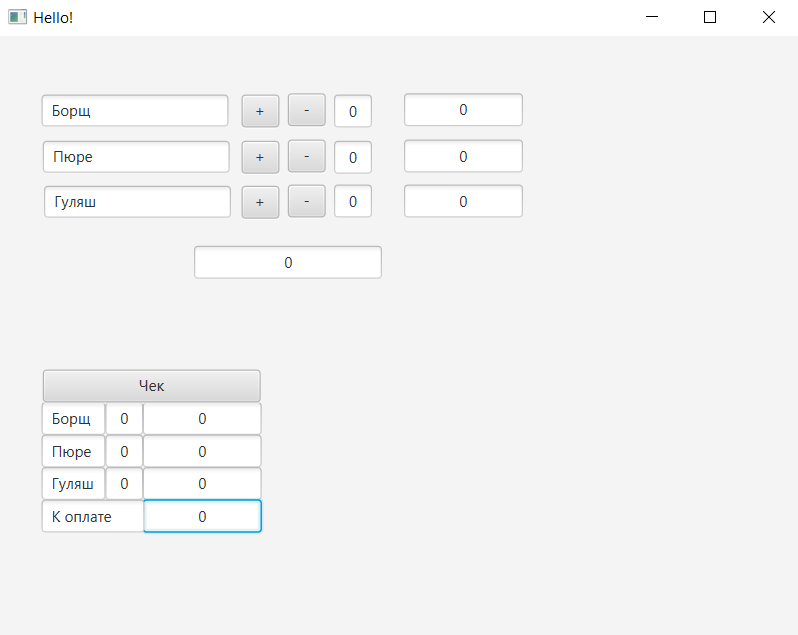 Hello!
Борщ + - 0 0
Пюре + - 0 0
Гуляш + - 0 0
0
Чек
Борщ 0 0
Пюре 0 0
Гуляш 0 0
К оплате 0